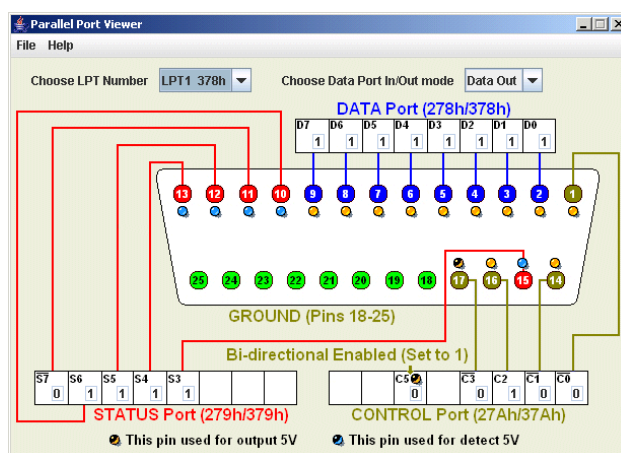 Parallel Port Viewer
File Help
Choose LPT Number LPT1 378h Choose Data Port In/Out mode Data Out
DATA Port (278h/378h)
D7 D6 D5 D4 D3 D2 D1 D0
1 1 1 1 1 1 1 1
13 12 11 10 9 8 7 6 5 4 3 2 1
25 24 23 22 21 20 19 18 17 16 15 14
GROUND (Pins 18-25)
Bi-directional Enabled (Set to 1)
S7 S6 S5 S4 S3 C5 C3 C2 C1 C0
0 1 1 1 1 0 0 1 0 0
STATUS Port (279h/379h) CONTROL Port (27Ah/37Ah)
This pin used for output 5V This pin used for detect 5V